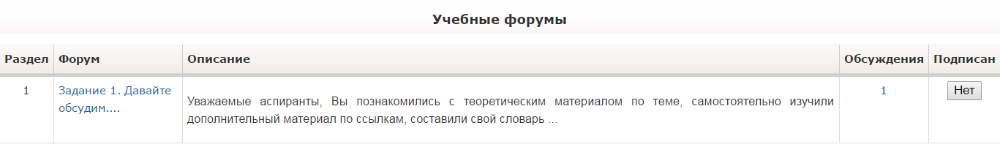 Учебные форумы
Раздел Форум Описание Обсуждения Подписан
1 Задание 1. Давайте обсудим.... Уважаемые аспиранты, Вы познакомились с теоретическим материалом по теме, самостоятельно изучили дополнительный материал по ссылкам, составили свой словарь ... 1 Нет